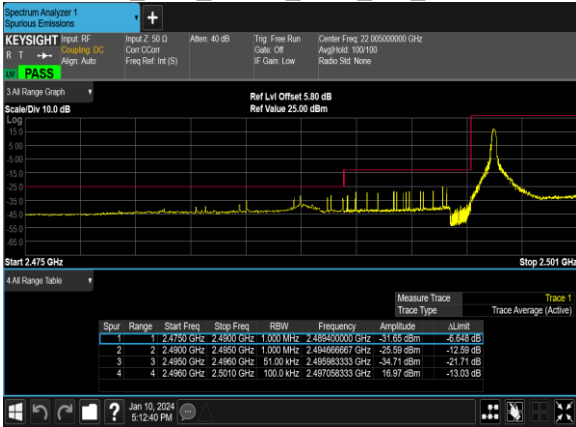 Spectrum Analyzer 1
Spurious Emissions
+
KEYSIGHT Input: RF Input Z: 50 Ω Atten: 40 dB Trig: Free Run Center Freq: 22.005000000 GHz
R T Coupling: DC Corr CCorr Gate: Off Avg|Hold: 100/100
Align: Auto Freq Ref: Int (S) IF Gain: Low Radio Std: None
PASS
3 All Range Graph
Ref Lvl Offset 5.80 dB
Scale/Div 10.0 dB Ref Value 25.00 dBm
Log
15.0
5.00
-5.00
-15.0
-25.0
-35.0
-45.0
-55.0
-65.0
Start 2.475 GHz Stop 2.501 GHz
4 All Range Table
Measure Trace Trace 1
Trace Type Trace Average (Active)
Spur Range Start Freq Stop Freq RBW Frequency Amplitude ΔLimit
1 1 2.4750 GHz 2.4900 GHz 1.000 MHz 2.489400000 GHz -31.65 dBm -6.648 dB
2 2 2.4900 GHz 2.4950 GHz 1.000 MHz 2.494666667 GHz -25.59 dBm -12.59 dB
3 3 2.4950 GHz 2.4960 GHz 51.00 kHz 2.495983333 GHz -34.71 dBm -21.71 dB
4 4 2.4960 GHz 2.5010 GHz 100.0 kHz 2.497058333 GHz 16.97 dBm -13.03 dB
? Jan 10, 2024
5:12:40 PM